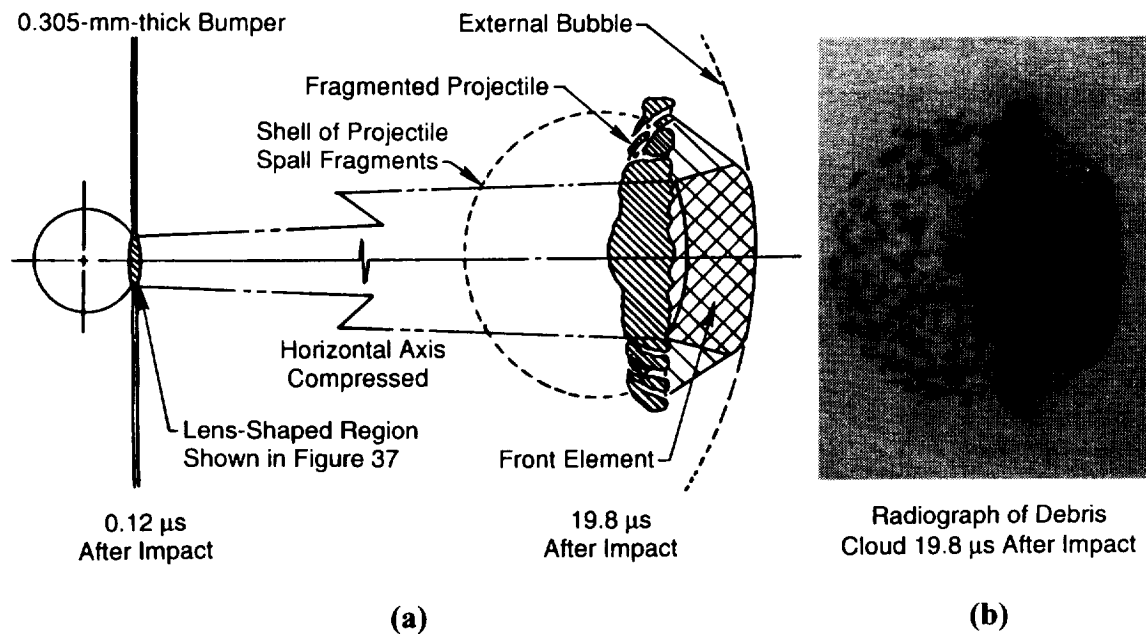 0.305-mm-thick Bumper
External Bubble
Fragmented Projectile
Shell of Projectile
Spall Fragments
Horizontal Axis
Compressed
Lens-Shaped Region
Shown in Figure 37
Front Element
0.12 μs
After Impact
19.8 μs
After Impact
Radiograph of Debris
Cloud 19.8 μs After Impact
(a)
(b)